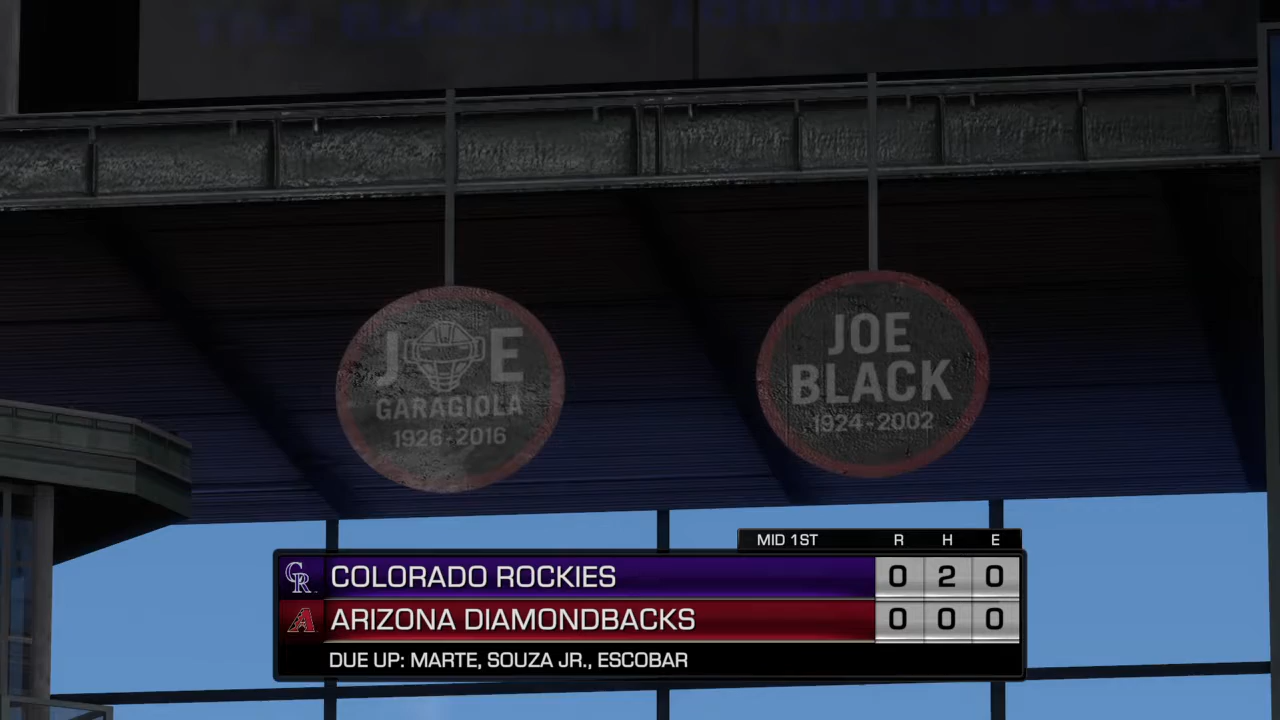 J E
GARAGIOLA
1926-2016
JOE
BLACK
1924-2002
MID 1ST R H E
COLORADO ROCKIES 0 2 0
ARIZONA DIAMONDBACKS 0 0 0
DUE UP: MARTE, SOUZA JR., ESCOBAR